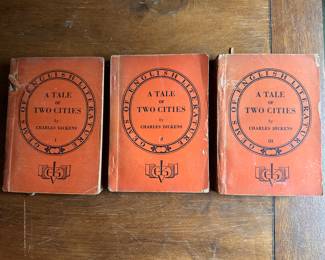 GEMS OF ENGLISH LITERATURE
A TALE
OF
TWO CITIES
by
CHARLES DICKENS
I
GEMS OF ENGLISH LITERATURE
A TALE
OF
TWO CITIES
by
CHARLES DICKENS
GEMS OF ENGLISH LITERATURE
A TALE
OF
TWO CITIES
by
CHARLES DICKENS
III